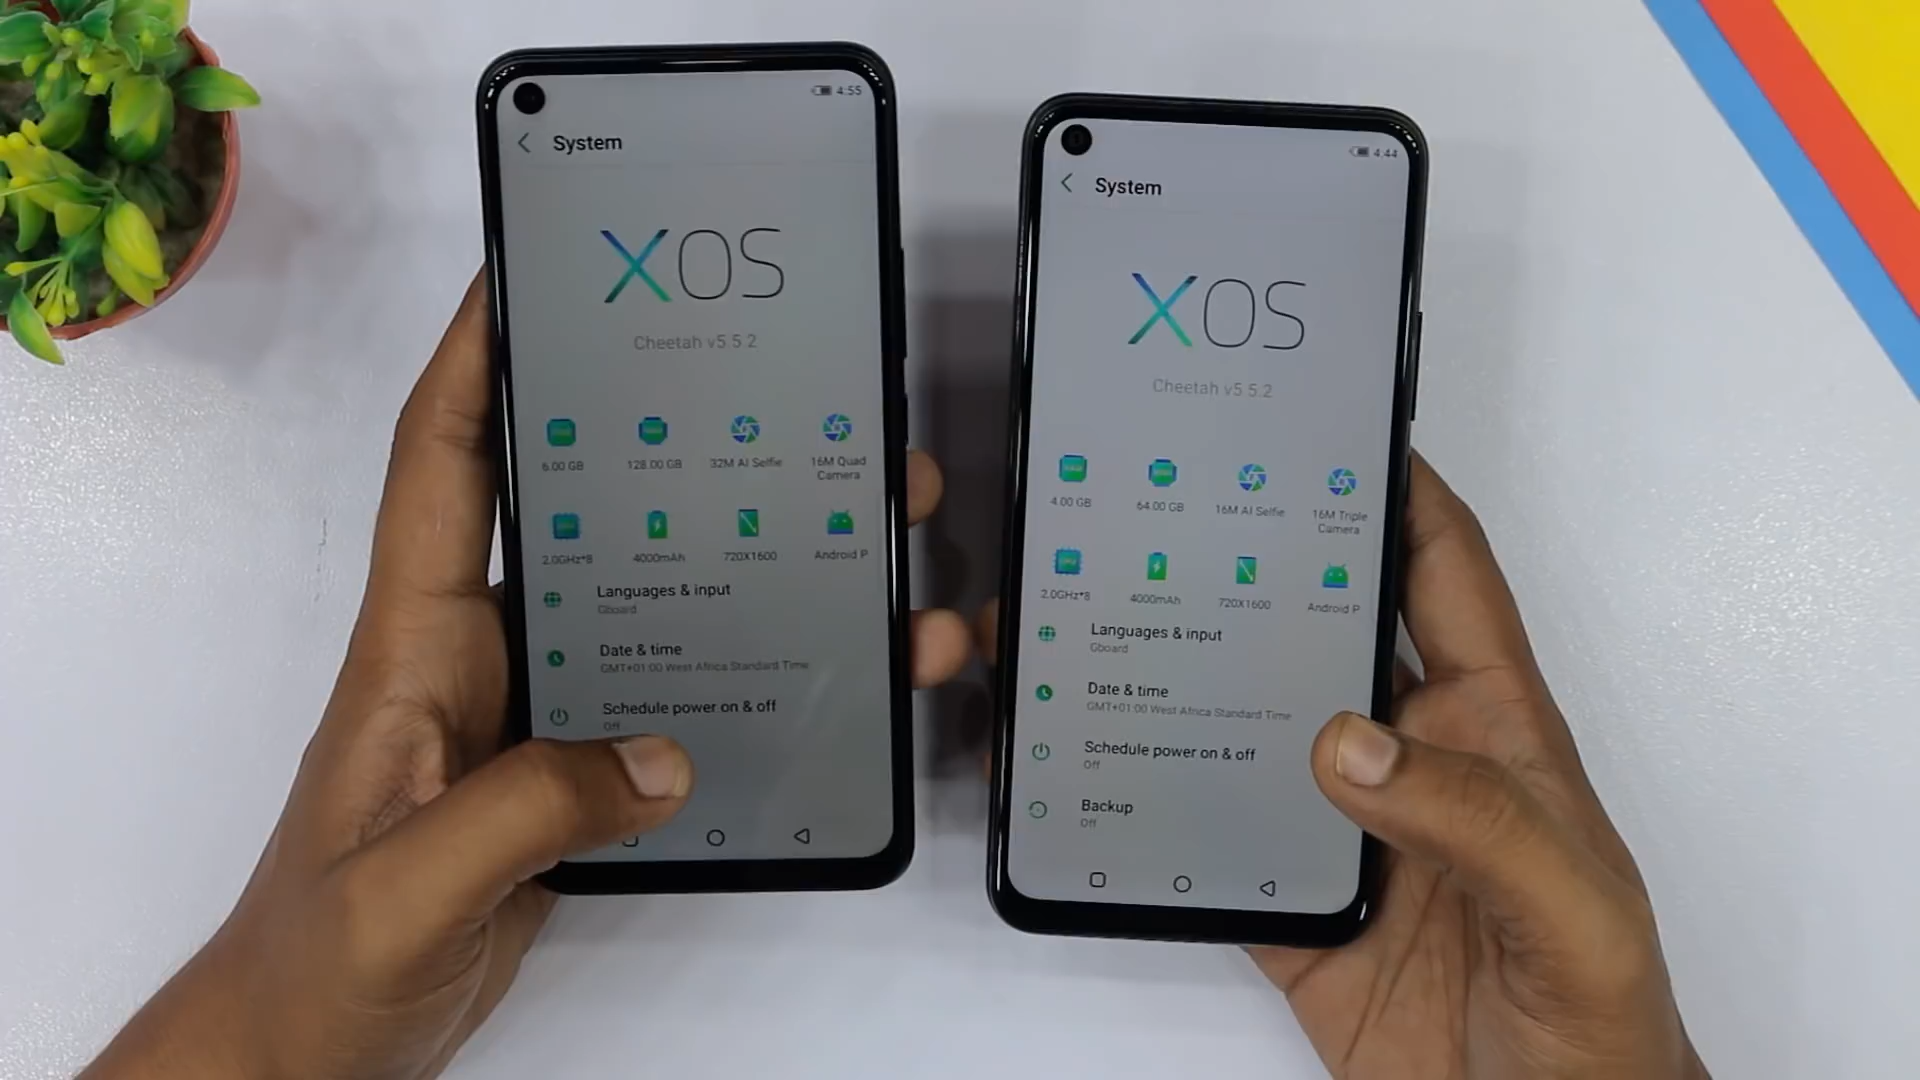 4:55
System
XOS
Cheetah v5.5.2
6.00 GB
128.00 GB
32M AI Selfie
16M Quad
Camera
2.0GHz*8
4000mAh
720X1600
Android P
Languages & input
Gboard
Date & time
GMT+01:00 West Africa Standard Time
Schedule power on & off
Off
4:44
System
XOS
Cheetah v5.5.2
4.00 GB
64.00 GB
16M AI Selfie
16M Triple
Camera
2.0GHz*8
4000mAh
720X1600
Android P
Languages & input
Gboard
Date & time
GMT+01:00 West Africa Standard Time
Schedule power on & off
Off
Backup
Off